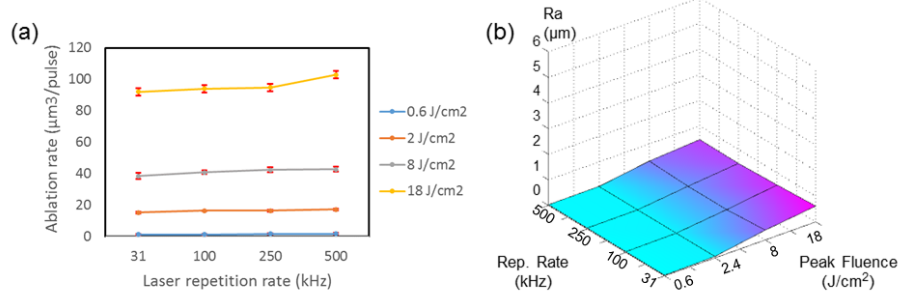 (a)
Ablation rate (µm3/pulse)
120
100
80
60
40
20
0
31 100 250 500
Laser repetition rate (kHz)
0.6 J/cm2
2 J/cm2
8 J/cm2
18 J/cm2
(b)
Ra
(µm)
6
5
4
3
2
1
0
500
250
100
31
Rep. Rate
(kHz)
0.6
2.4
8
18
Peak Fluence
(J/cm²)